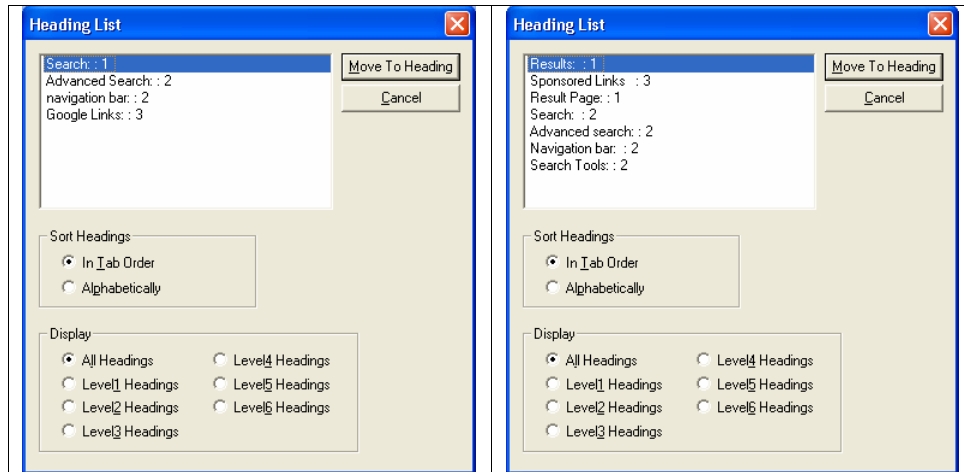 Heading List
Search: : 1
Advanced Search: : 2
navigation bar: : 2
Google Links: : 3
Move To Heading
Cancel
Sort Headings
In Tab Order
Alphabetically
Display
All Headings
Level1 Headings
Level2 Headings
Level3 Headings
Level4 Headings
Level5 Headings
Level6 Headings
Heading List
Results: : 1
Sponsored Links : 3
Result Page: : 1
Search: : 2
Advanced search: : 2
Navigation bar: : 2
Search Tools: : 2
Move To Heading
Cancel
Sort Headings
In Tab Order
Alphabetically
Display
All Headings
Level1 Headings
Level2 Headings
Level3 Headings
Level4 Headings
Level5 Headings
Level6 Headings